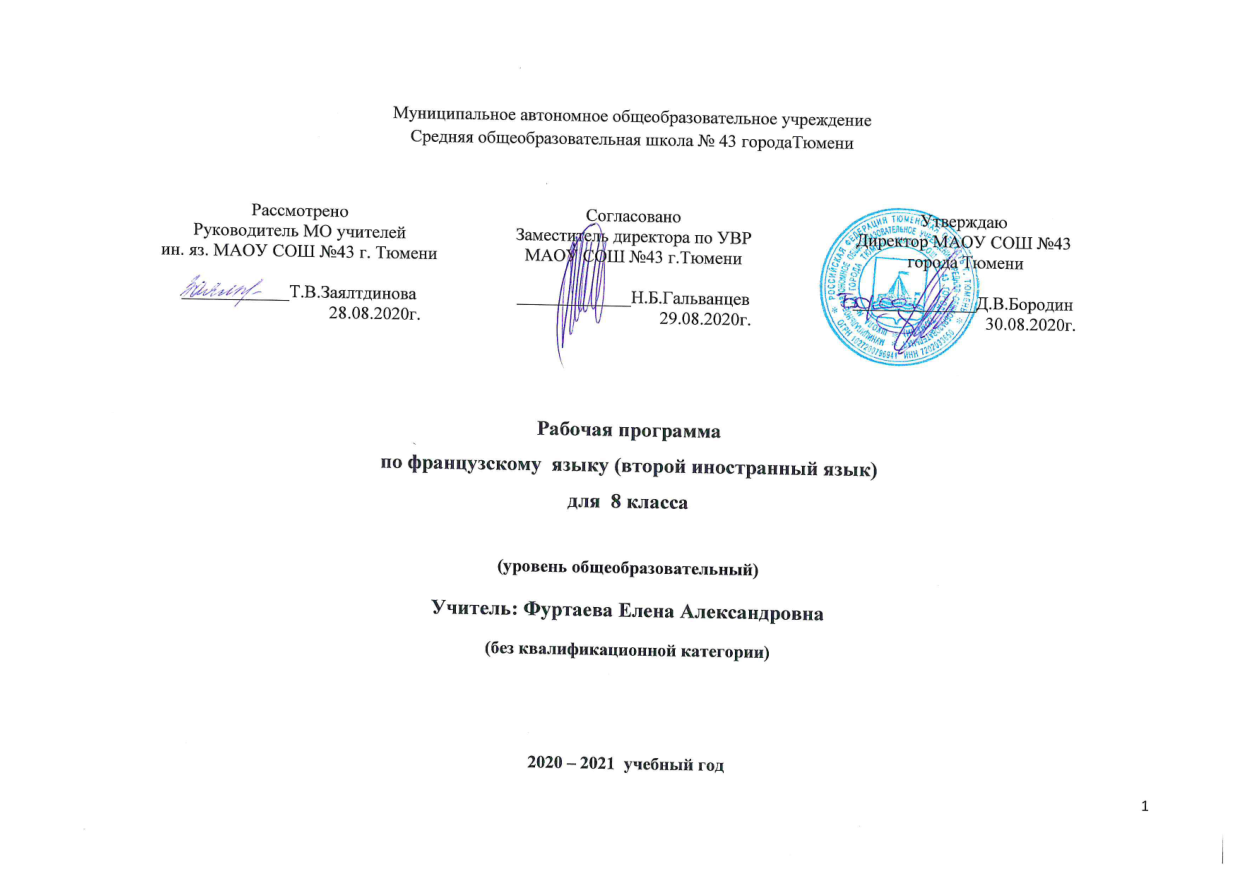 Муниципальное автономное общеобразовательное учреждение
Средняя общеобразовательная школа № 43 городаТюмени
Рассмотрено
Руководитель МО учителей
ин. яз. МАОУ СОШ №43 г. Тюмени
Т.В.Заялтдинова
28.08.2020г.
Согласовано
Заместитель директора по УВР
МАОУ СОШ №43 г.Тюмени
Н.Б.Гальванцев
29.08.2020г.
Утверждаю
Директор МАОУ СОШ №43
города Тюмени
Д.В.Бородин
30.08.2020г.
Рабочая программа
по французскому языку (второй иностранный язык)
для 8 класса
(уровень общеобразовательный)
Учитель: Фуртаева Елена Александровна
(без квалификационной категории)
2020 – 2021 учебный год
1